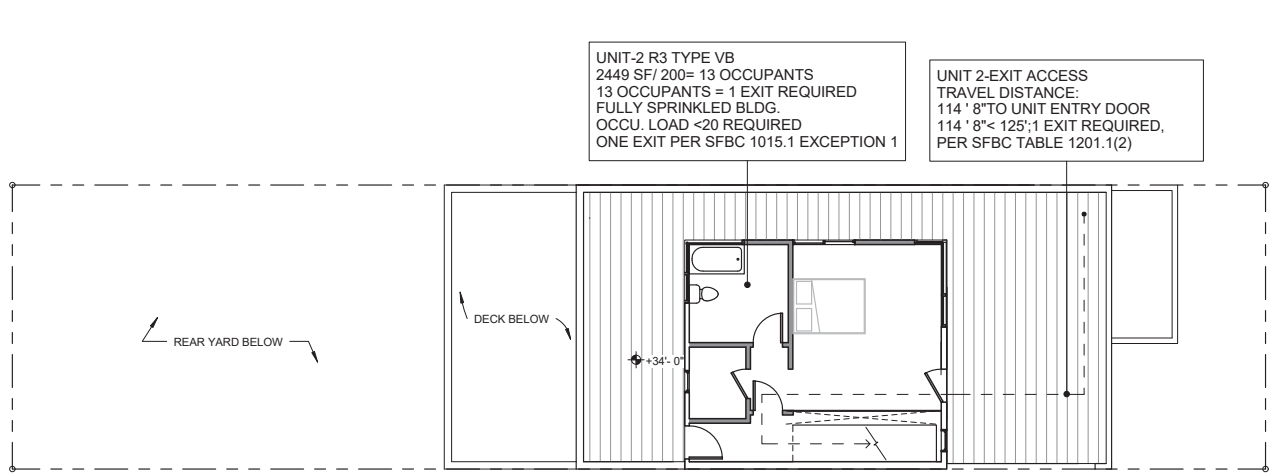 UNIT-2 R3 TYPE VB
2449 SF/ 200= 13 OCCUPANTS
13 OCCUPANTS = 1 EXIT REQUIRED
FULLY SPRINKLED BLDG.
OCCU. LOAD <20 REQUIRED
ONE EXIT PER SFBC 1015.1 EXCEPTION 1
UNIT 2-EXIT ACCESS
TRAVEL DISTANCE:
114 ' 8"TO UNIT ENTRY DOOR
114 ' 8"< 125';1 EXIT REQUIRED,
PER SFBC TABLE 1201.1(2)
DECK BELOW
REAR YARD BELOW
+34'- 0"